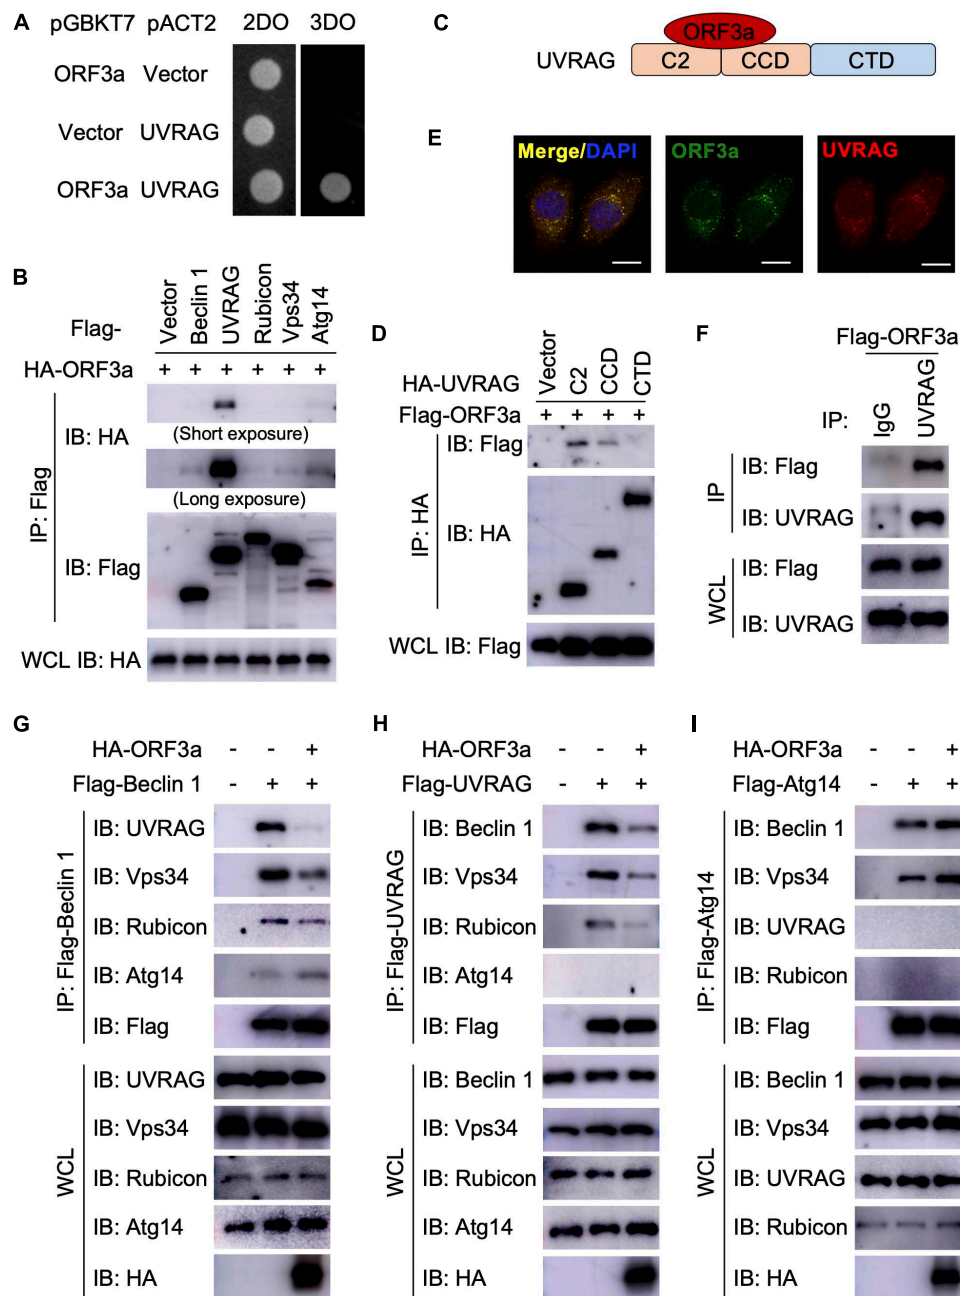 A
pGBKT7 pACT2 2DO 3DO
ORF3a Vector
Vector UVRAG
ORF3a UVRAG
B
Flag-
Vector
Beclin 1
UVRAG
Rubicon
Vps34
Atg14
HA-ORF3a + + + + + +
IP: Flag
IB: HA
(Short exposure)
(Long exposure)
IB: Flag
WCL IB: HA
C
ORF3a
UVRAG C2 CCD CTD
E
Merge/DAPI ORF3a UVRAG
D
HA-UVRAG
Vector
C2
CCD
CTD
Flag-ORF3a + + + +
IP: HA
IB: Flag
IB: HA
WCL IB: Flag
F
Flag-ORF3a
IP: IgG UVRAG
IP
IB: Flag
IB: UVRAG
WCL
IB: Flag
IB: UVRAG
G
HA-ORF3a - - +
Flag-Beclin 1 - + +
IP: Flag-Beclin 1
IB: UVRAG
IB: Vps34
IB: Rubicon
IB: Atg14
IB: Flag
WCL
IB: UVRAG
IB: Vps34
IB: Rubicon
IB: Atg14
IB: HA
H
HA-ORF3a - - +
Flag-UVRAG - + +
IP: Flag-UVRAG
IB: Beclin 1
IB: Vps34
IB: Rubicon
IB: Atg14
IB: Flag
WCL
IB: Beclin 1
IB: Vps34
IB: Rubicon
IB: Atg14
IB: HA
I
HA-ORF3a - - +
Flag-Atg14 - + +
IP: Flag-Atg14
IB: Beclin 1
IB: Vps34
IB: UVRAG
IB: Rubicon
IB: Flag
WCL
IB: Beclin 1
IB: Vps34
IB: UVRAG
IB: Rubicon
IB: HA